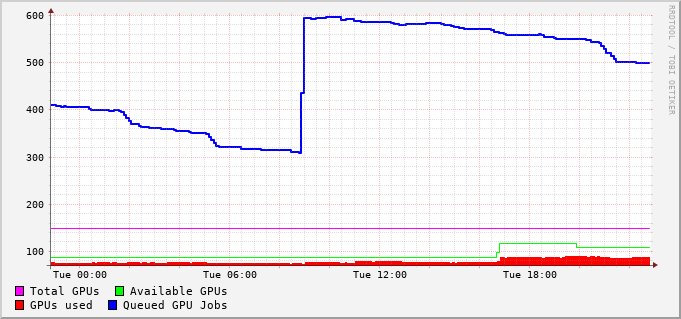 600
500
400
300
200
100
Tue 00:00 Tue 06:00 Tue 12:00 Tue 18:00
Total GPUs Available GPUs
GPUs used Queued GPU Jobs
RRDTOOL / TOBI OETIKER